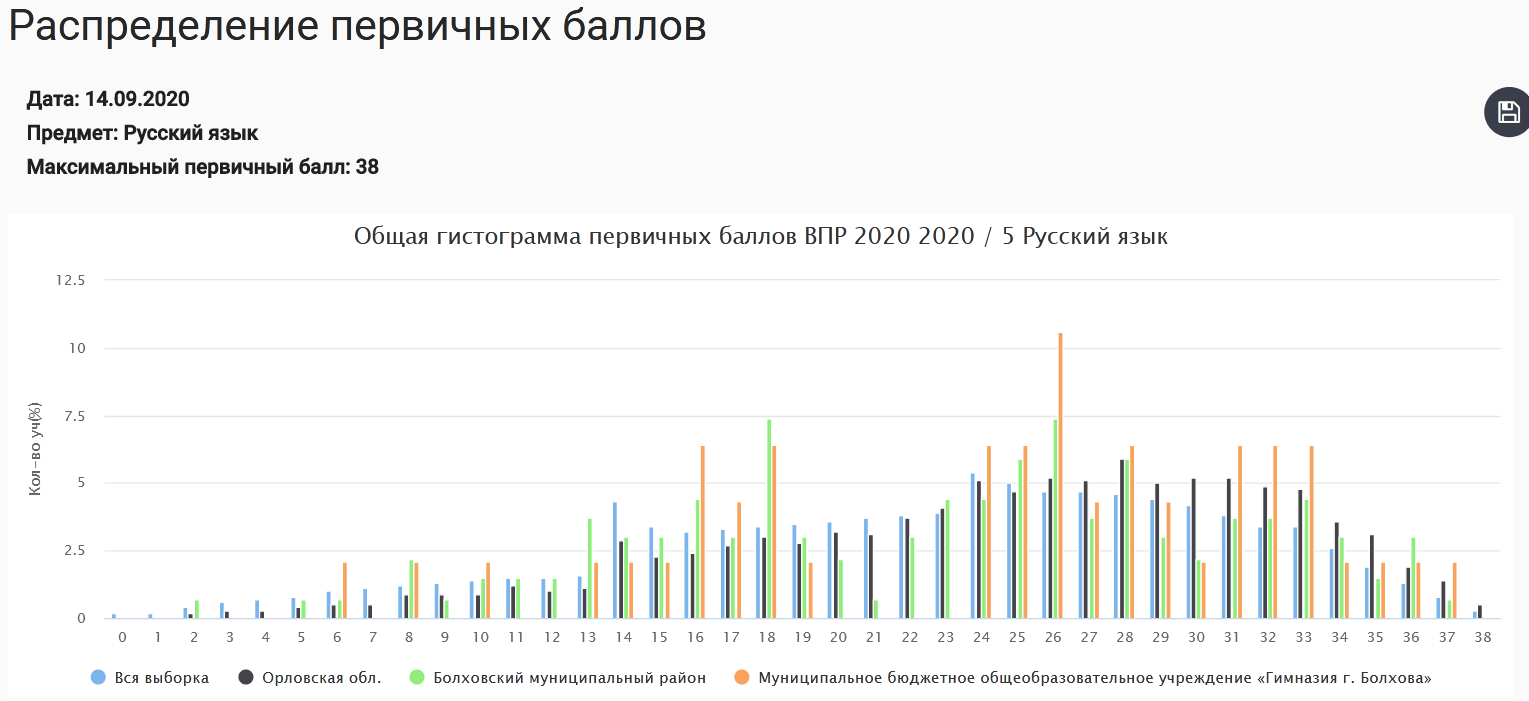 Распределение первичных баллов
Дата: 14.09.2020
Предмет: Русский язык
Максимальный первичный балл: 38
Общая гистограмма первичных баллов ВПР 2020 2020 / 5 Русский язык
12.5
10
7.5
5
2.5
0
Кол-во уч(%)
0 1 2 3 4 5 6 7 8 9 10 11 12 13 14 15 16 17 18 19 20 21 22 23 24 25 26 27 28 29 30 31 32 33 34 35 36 37 38
Вся выборка Орловская обл. Болховский муниципальный район Муниципальное бюджетное общеобразовательное учреждение «Гимназия г. Болхова»